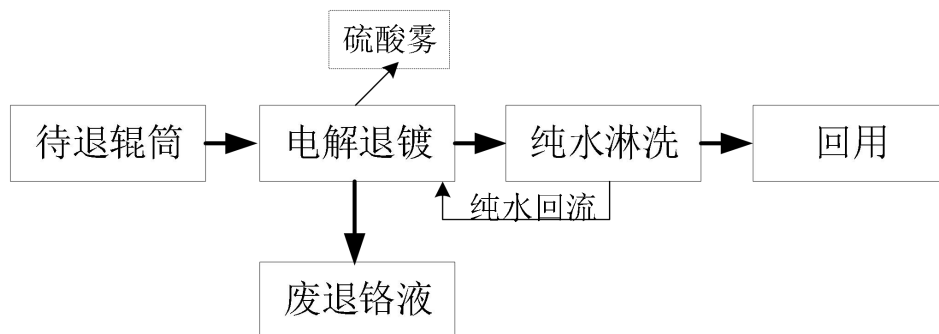 硫酸雾
待退辊筒
电解退镀
纯水淋洗
回用
纯水回流
废退铬液